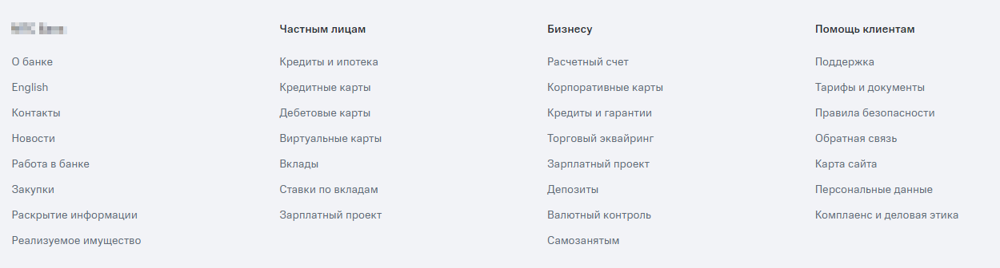 Частным лицам
Бизнесу
Помощь клиентам
О банке
Кредиты и ипотека
Расчетный счет
Поддержка
English
Кредитные карты
Корпоративные карты
Тарифы и документы
Контакты
Дебетовые карты
Кредиты и гарантии
Правила безопасности
Новости
Виртуальные карты
Торговый эквайринг
Обратная связь
Работа в банке
Вклады
Зарплатный проект
Карта сайта
Закупки
Ставки по вкладам
Депозиты
Персональные данные
Раскрытие информации
Зарплатный проект
Валютный контроль
Комплаенс и деловая этика
Реализуемое имущество
Самозанятым